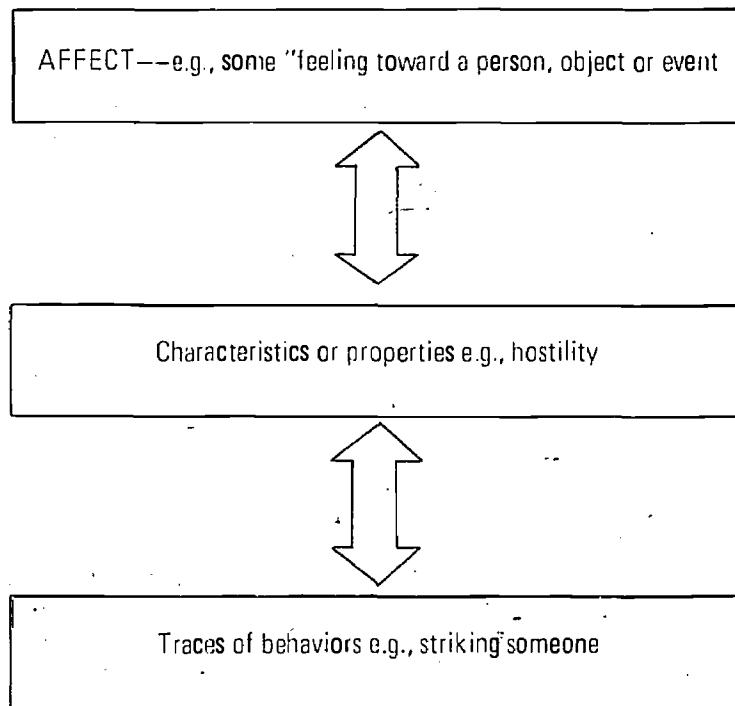 AFFECT——e.g., some "feeling toward a person, object or event
Characteristics or properties e.g., hostility
Traces of behaviors e.g., striking someone